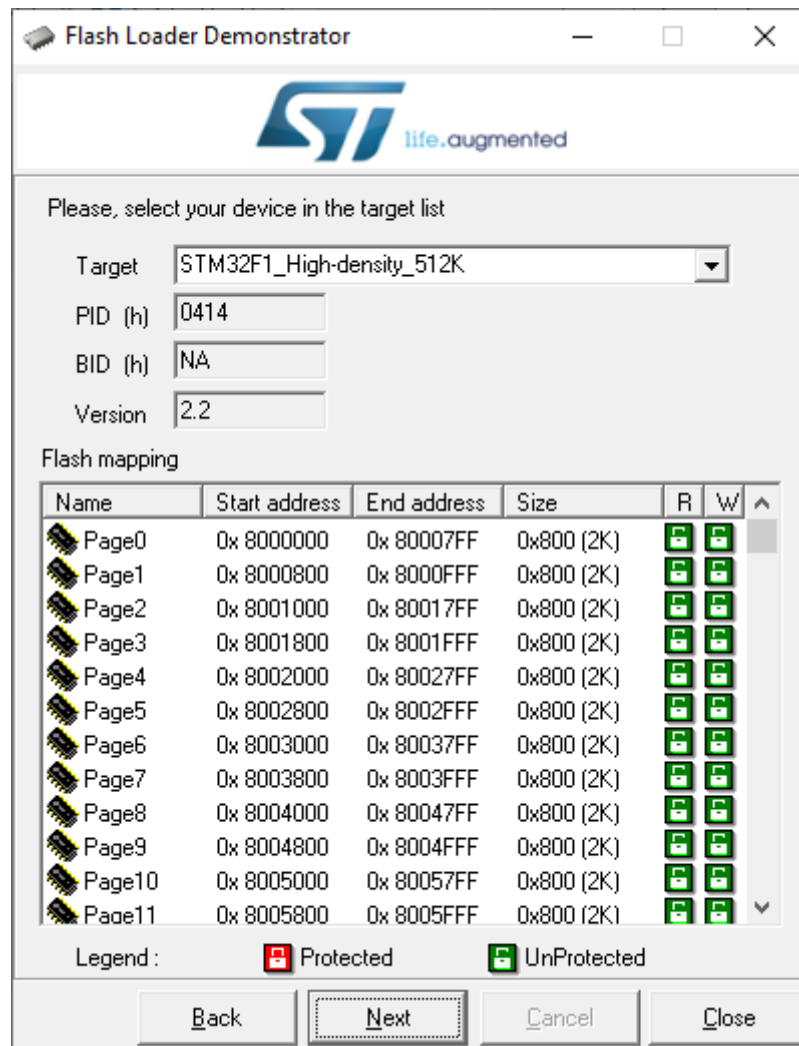 Flash Loader Demonstrator
ST life.augmented
Please, select your device in the target list
Target STM32F1_High-density_512K
PID (h) 0414
BID (h) NA
Version 2.2
Flash mapping
Name Start address End address Size R W
Page0 0x 8000000 0x 80007FF 0x800 (2K)
Page1 0x 8000800 0x 8000FFF 0x800 (2K)
Page2 0x 8001000 0x 80017FF 0x800 (2K)
Page3 0x 8001800 0x 8001FFF 0x800 (2K)
Page4 0x 8002000 0x 80027FF 0x800 (2K)
Page5 0x 8002800 0x 8002FFF 0x800 (2K)
Page6 0x 8003000 0x 80037FF 0x800 (2K)
Page7 0x 8003800 0x 8003FFF 0x800 (2K)
Page8 0x 8004000 0x 80047FF 0x800 (2K)
Page9 0x 8004800 0x 8004FFF 0x800 (2K)
Page10 0x 8005000 0x 80057FF 0x800 (2K)
Page11 0x 8005800 0x 8005FFF 0x800 (2K)
Legend : Protected UnProtected
Back Next Cancel Close